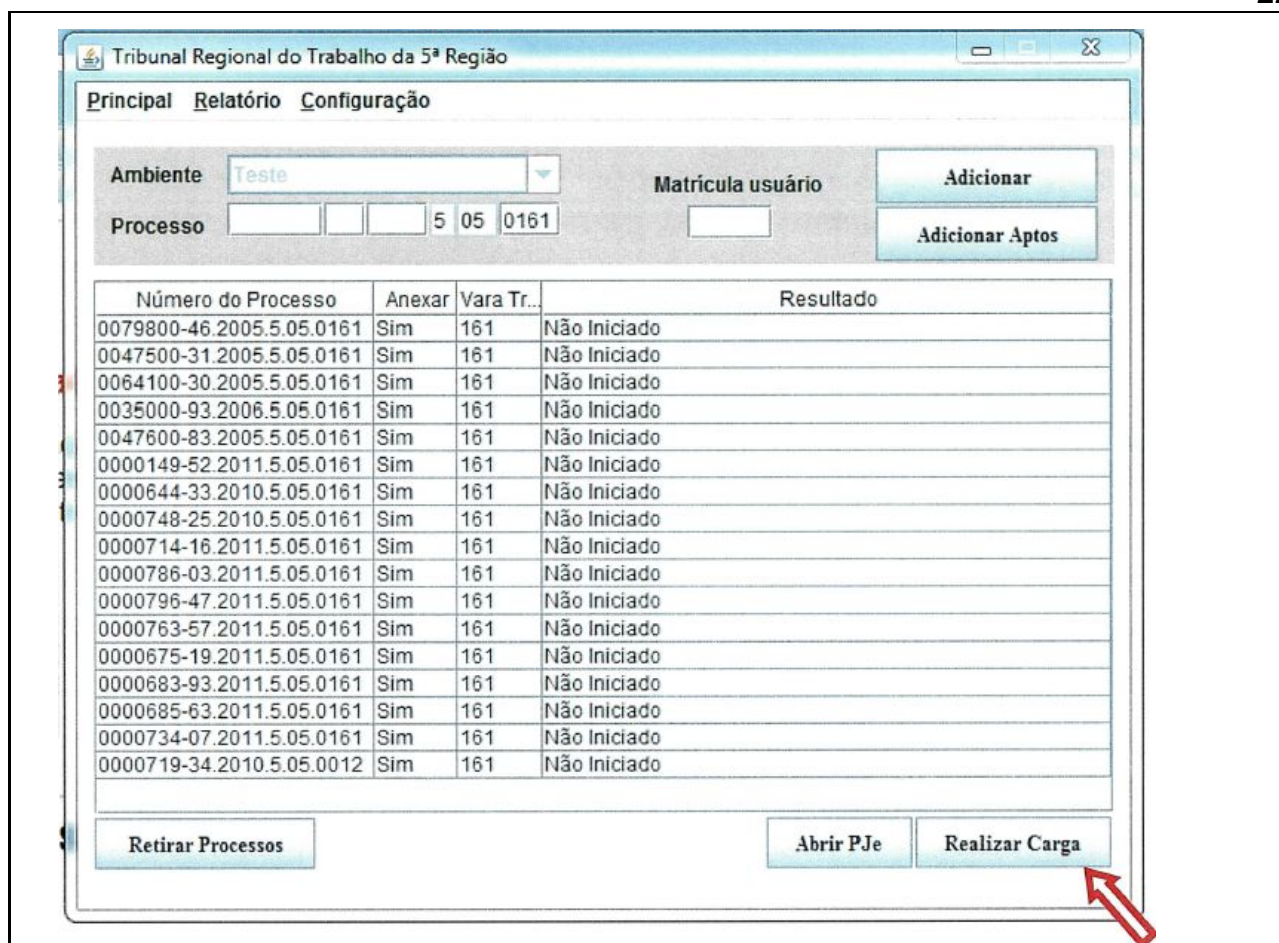 Tribunal Regional do Trabalho da 5ª Região
Principal Relatório Configuração
Ambiente Teste
Matrícula usuário
Adicionar
Processo 5 05 0161
Adicionar Aptos
Número do Processo Anexar Vara Tr... Resultado
0079800-46.2005.5.05.0161 Sim 161 Não Iniciado
0047500-31.2005.5.05.0161 Sim 161 Não Iniciado
0064100-30.2005.5.05.0161 Sim 161 Não Iniciado
0035000-93.2006.5.05.0161 Sim 161 Não Iniciado
0047600-83.2005.5.05.0161 Sim 161 Não Iniciado
0000149-52.2011.5.05.0161 Sim 161 Não Iniciado
0000644-33.2010.5.05.0161 Sim 161 Não Iniciado
0000748-25.2010.5.05.0161 Sim 161 Não Iniciado
0000714-16.2011.5.05.0161 Sim 161 Não Iniciado
0000786-03.2011.5.05.0161 Sim 161 Não Iniciado
0000796-47.2011.5.05.0161 Sim 161 Não Iniciado
0000763-57.2011.5.05.0161 Sim 161 Não Iniciado
0000675-19.2011.5.05.0161 Sim 161 Não Iniciado
0000683-93.2011.5.05.0161 Sim 161 Não Iniciado
0000685-63.2011.5.05.0161 Sim 161 Não Iniciado
0000734-07.2011.5.05.0161 Sim 161 Não Iniciado
0000719-34.2010.5.05.0012 Sim 161 Não Iniciado
Retirar Processos Abrir PJe Realizar Carga